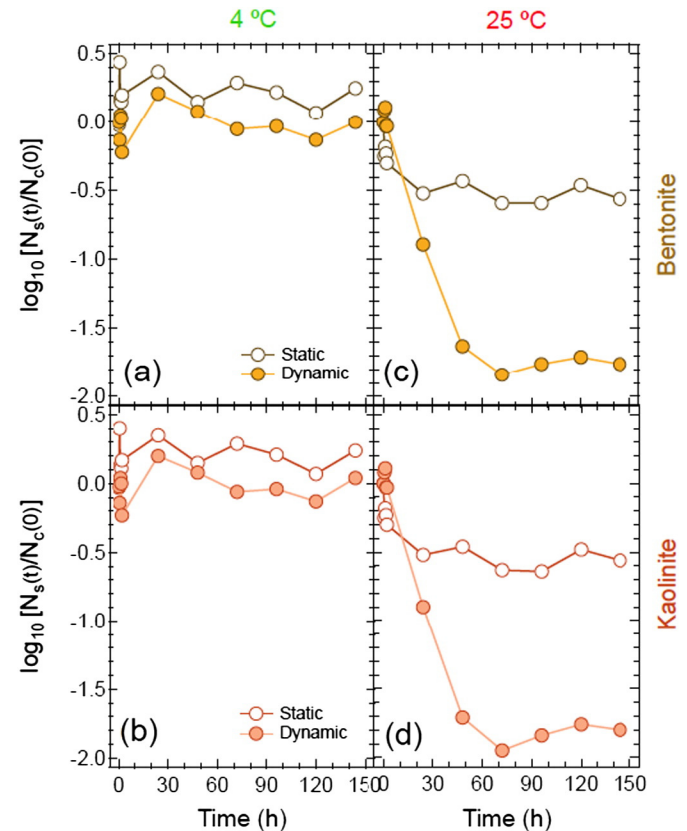 4 ºC
25 ºC
0.5
0.0
-0.5
-1.0
-1.5
-2.0
log10 [Ns(t)/Nc(0)]
Static
Dynamic
(a)
(c)
Bentonite
0.5
0.0
-0.5
-1.0
-1.5
-2.0
log10 [Ns(t)/Nc(0)]
Static
Dynamic
(b)
(d)
Kaolinite
0 30 60 90 120 150
30 60 90 120 150
Time (h)
Time (h)